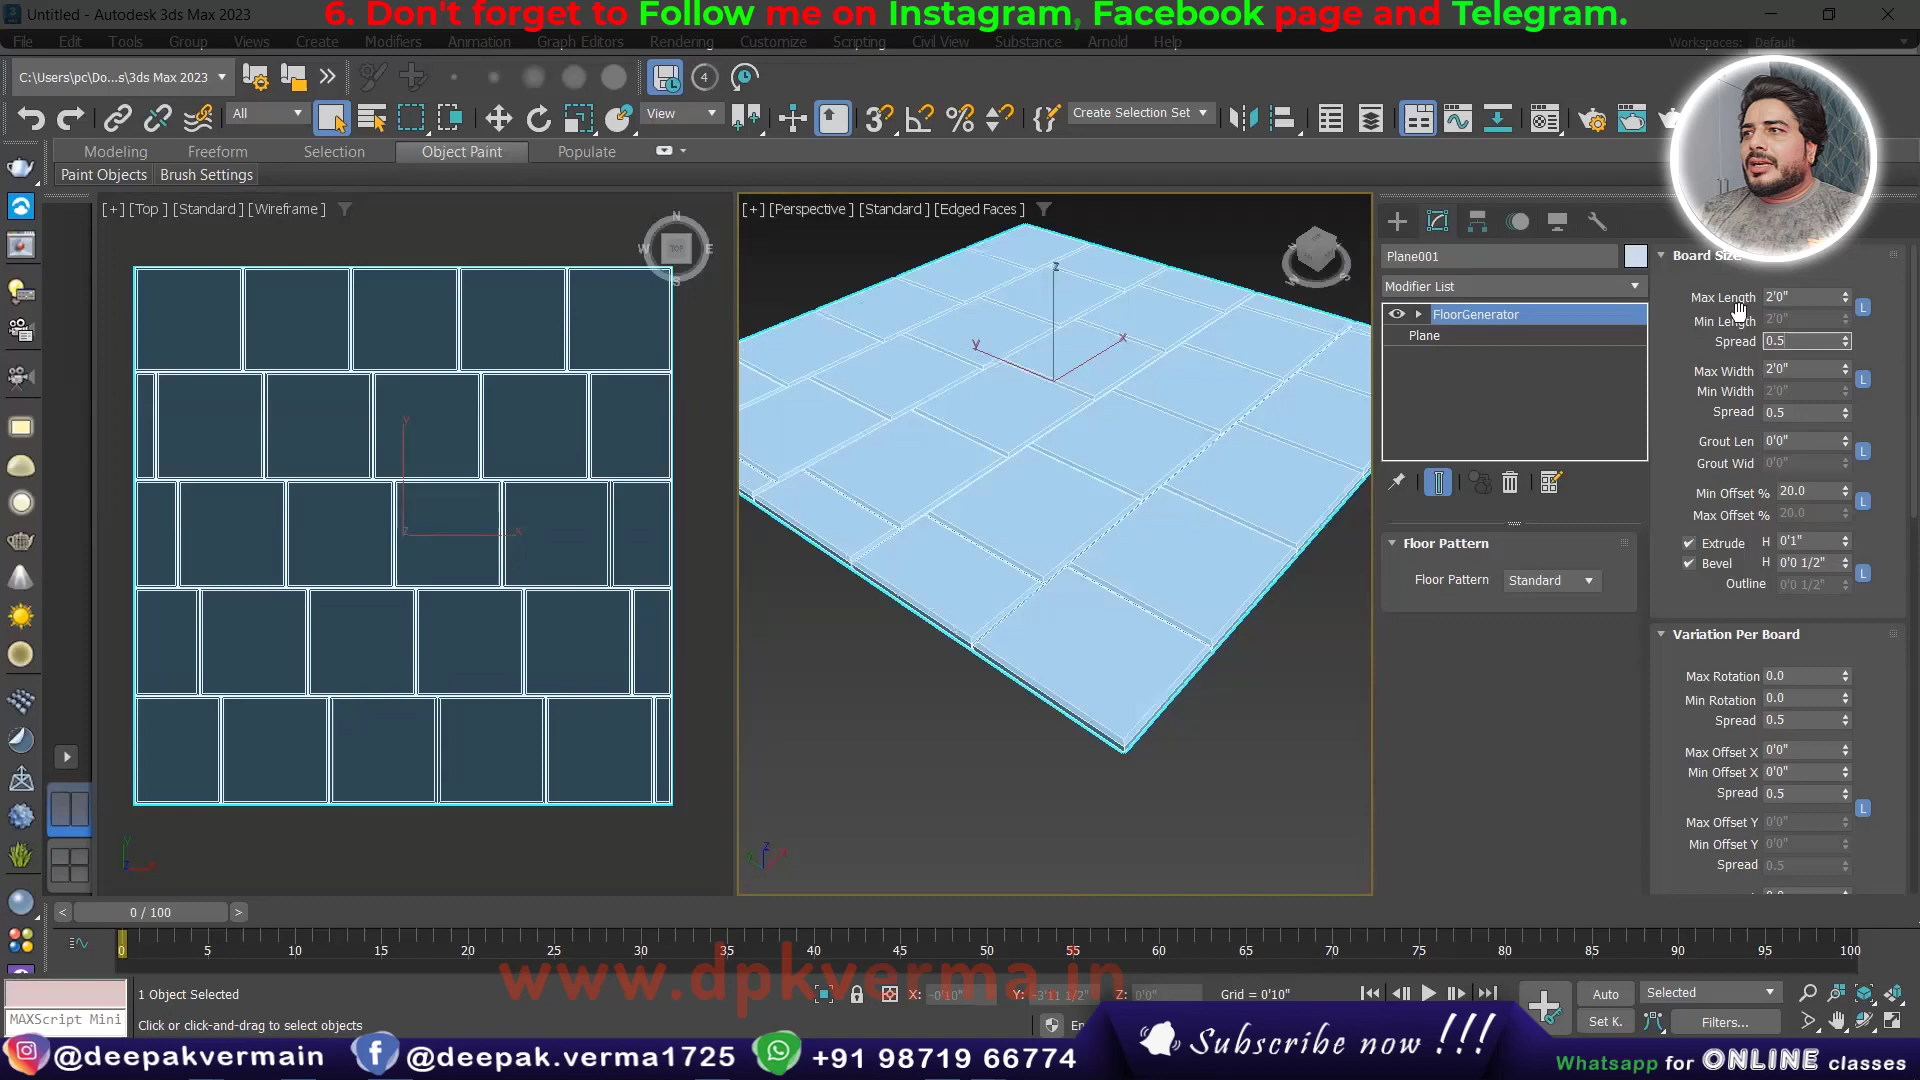 Untitled - Autodesk 3ds Max 2023
6. Don't forget to Follow me on Instagram, Facebook page and Telegram.
File Edit Tools Group Views Create Modifiers Animation Graph Editors Rendering Customize Scripting Civil View Substance Arnold Help
Workspaces: Default
C:\Users\pc\Do...s\3ds Max 2023
4
All
View
Create Selection Set
Modeling Freeform Selection Object Paint Populate
Paint Objects Brush Settings
[+] [Top ] [Standard ] [Wireframe ]
N
W TOP E
S
[+] [Perspective ] [Standard ] [Edged Faces ]
z
y x
y
z x
Plane001
Modifier List
FloorGenerator
Plane
Floor Pattern
Floor Pattern Standard
Board Size
Max Length 2'0"
Min Length 2'0"
Spread 0.5
Max Width 2'0"
Min Width 2'0"
Spread 0.5
Grout Len 0'0"
Grout Wid 0'0"
Min Offset % 20.0
Max Offset % 20.0
Extrude H 0'1"
Bevel H 0'0 1/2"
Outline 0'0 1/2"
L
L
L
L
L
Variation Per Board
Max Rotation 0.0
Min Rotation 0.0
Spread 0.5
Max Offset X 0'0"
Min Offset X 0'0"
Spread 0.5
L
Max Offset Y 0'0"
Min Offset Y 0'0"
Spread 0.5
< 0 / 100 >
0 5 10 15 20 25 30 35 40 45 50 55 60 65 70 75 80 85 90 95 100
www.dpkverma.in
1 Object Selected
X: -0'10" Y: -3'11 1/2" Z: 0'0" Grid = 0'10"
Auto Selected
MAXScript Mini
Click or click-and-drag to select objects
Set K. Filters...
@deepakvermain @deepak.verma1725 +91 98719 66774
Subscribe now !!!
Whatsapp for ONLINE classes